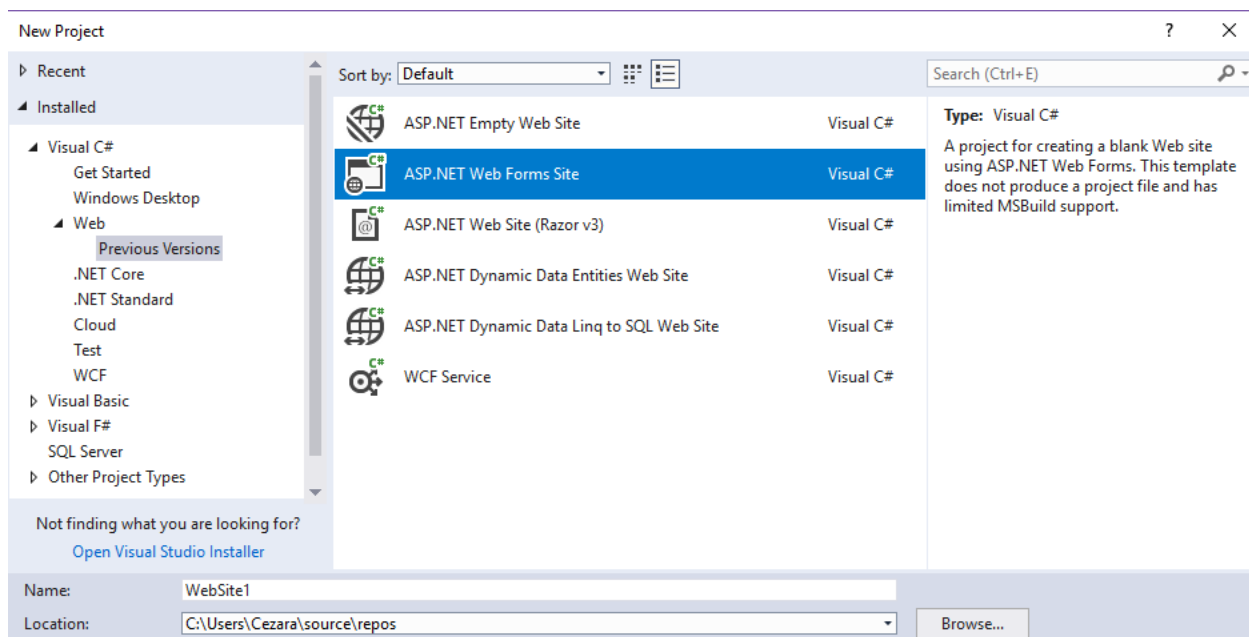 New Project
?
Recent
Installed
Visual C#
Get Started
Windows Desktop
Web
Previous Versions
.NET Core
.NET Standard
Cloud
Test
WCF
Visual Basic
Visual F#
SQL Server
Other Project Types
Not finding what you are looking for?
Open Visual Studio Installer
Sort by: Default
C# ASP.NET Empty Web Site Visual C#
C# ASP.NET Web Forms Site Visual C#
C# @ ASP.NET Web Site (Razor v3) Visual C#
C# ASP.NET Dynamic Data Entities Web Site Visual C#
C# ASP.NET Dynamic Data Linq to SQL Web Site Visual C#
C# WCF Service Visual C#
Search (Ctrl+E)
Type: Visual C#
A project for creating a blank Web site
using ASP.NET Web Forms. This template
does not produce a project file and has
limited MSBuild support.
Name: WebSite1
Location: C:\Users\Cezara\source\repos Browse...